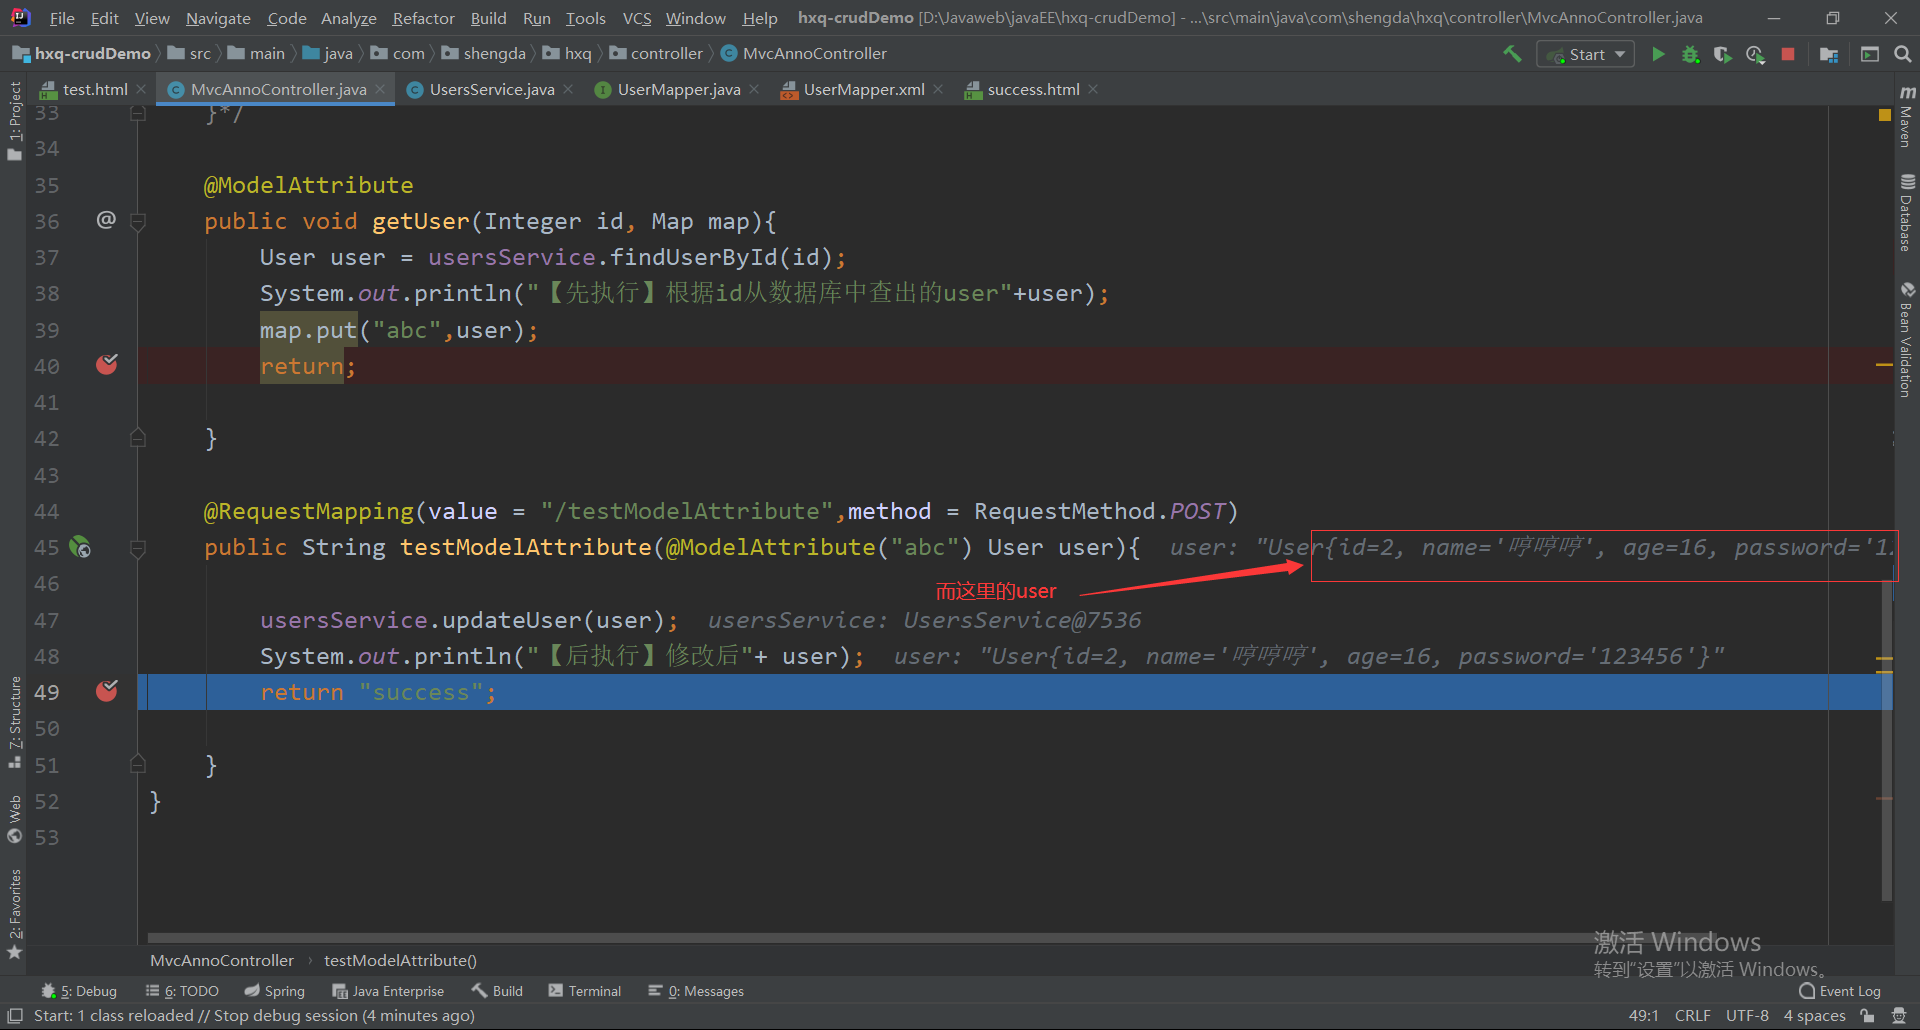 File Edit View Navigate Code Analyze Refactor Build Run Tools VCS Window Help hxq-crudDemo [D:\Javaweb\javaEE\hxq-crudDemo] - ...\src\main\java\com\shengda\hxq\controller\MvcAnnoController.java
hxq-crudDemo src main java com shengda hxq controller MvcAnnoController Start
test.html MvcAnnoController.java UsersService.java UserMapper.java UserMapper.xml success.html
1: Project
7: Structure
Web
2: Favorites
Maven
Database
Bean Validation
33 }*/
34
35 @ModelAttribute
36 public void getUser(Integer id, Map map){
37 User user = usersService.findUserById(id);
38 System.out.println("【先执行】根据id从数据库中查出的user"+user);
39 map.put("abc",user);
40 return;
41
42 }
43
44 @RequestMapping(value = "/testModelAttribute",method = RequestMethod.POST)
45 public String testModelAttribute(@ModelAttribute("abc") User user){ user: "User{id=2, name='哼哼哼', age=16, password='12
46
而这里的user
47 usersService.updateUser(user); usersService: UsersService@7536
48 System.out.println("【后执行】修改后"+ user); user: "User{id=2, name='哼哼哼', age=16, password='123456'}"
49 return "success";
50
51 }
52 }
53
激活 Windows
转到“设置”以激活 Windows。
MvcAnnoController › testModelAttribute()
5: Debug 6: TODO Spring Java Enterprise Build Terminal 0: Messages Event Log
Start: 1 class reloaded // Stop debug session (4 minutes ago) 49:1 CRLF UTF-8 4 spaces